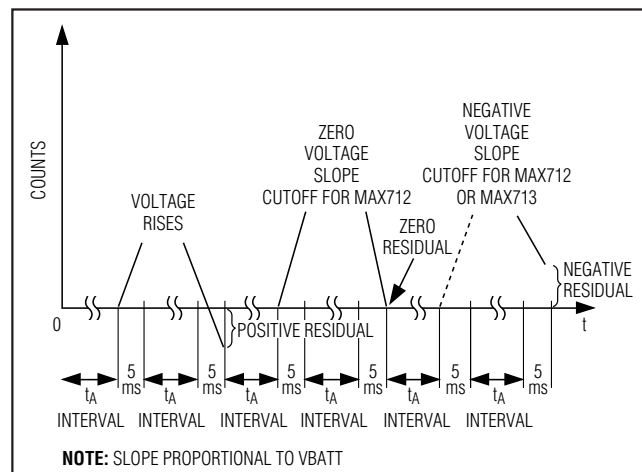 COUNTS
VOLTAGE
RISES
ZERO
VOLTAGE
SLOPE
CUTOFF FOR MAX712
NEGATIVE
VOLTAGE
SLOPE
CUTOFF FOR MAX712
OR MAX713
ZERO
RESIDUAL
NEGATIVE
RESIDUAL
POSITIVE RESIDUAL
0
t
5
ms
5
ms
5
ms
5
ms
5
ms
5
ms
tA
tA
tA
tA
tA
tA
INTERVAL INTERVAL INTERVAL INTERVAL INTERVAL INTERVAL
NOTE: SLOPE PROPORTIONAL TO VBATT